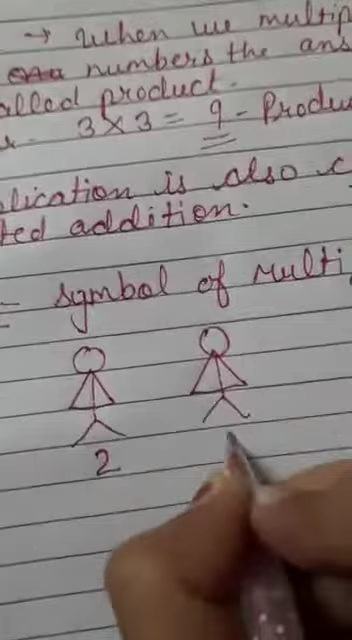 → When we multip
numbers the ans
alled product.
3 × 3 = 9 - Produ
lication is also c
ted addition.
= symbol of Multi
2